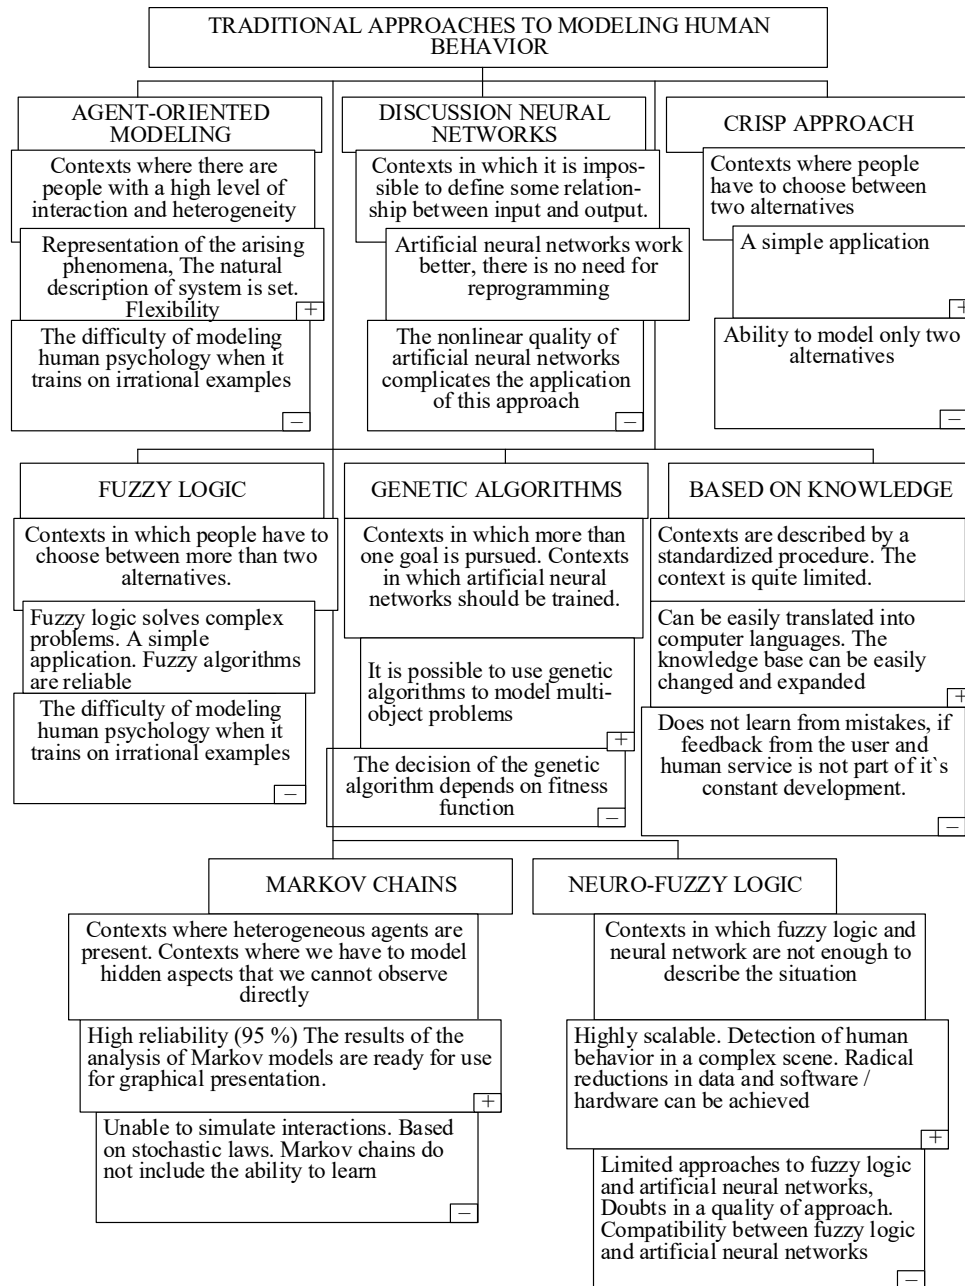 TRADITIONAL APPROACHES TO MODELING HUMAN
BEHAVIOR
AGENT-ORIENTED
MODELING
Contexts where there are
people with a high level of
interaction and heterogeneity
Representation of the arising
phenomena, The natural
description of system is set.
Flexibility
+
The difficulty of modeling
human psychology when it
trains on irrational examples
–
DISCUSSION NEURAL
NETWORKS
Contexts in which it is impos-
sible to define some relation-
ship between input and output.
Artificial neural networks work
better, there is no need for
reprogramming
The nonlinear quality of
artificial neural networks
complicates the application
of this approach
–
CRISP APPROACH
Contexts where people
have to choose between
two alternatives
A simple application
+
Ability to model only two
alternatives
–
FUZZY LOGIC
Contexts in which people have to
choose between more than two
alternatives.
Fuzzy logic solves complex
problems. A simple
application. Fuzzy algorithms
are reliable
The difficulty of modeling
human psychology when it
trains on irrational examples
–
GENETIC ALGORITHMS
Contexts in which more than
one goal is pursued. Contexts
in which artificial neural
networks should be trained.
It is possible to use genetic
algorithms to model multi-
object problems
+
The decision of the genetic
algorithm depends on fitness
function
–
BASED ON KNOWLEDGE
Contexts are described by a
standardized procedure. The
context is quite limited.
Can be easily translated into
computer languages. The
knowledge base can be easily
changed and expanded
+
Does not learn from mistakes, if
feedback from the user and
human service is not part of it`s
constant development.
–
MARKOV CHAINS
Contexts where heterogeneous agents are
present. Contexts where we have to model
hidden aspects that we cannot observe
directly
High reliability (95 %) The results of the
analysis of Markov models are ready for use
for graphical presentation.
+
Unable to simulate interactions. Based
on stochastic laws. Markov chains do
not include the ability to learn
–
NEURO-FUZZY LOGIC
Contexts in which fuzzy logic and
neural network are not enough to
describe the situation
Highly scalable. Detection of human
behavior in a complex scene. Radical
reductions in data and software /
hardware can be achieved
+
Limited approaches to fuzzy logic
and artificial neural networks,
Doubts in a quality of approach.
Compatibility between fuzzy logic
and artificial neural networks
–